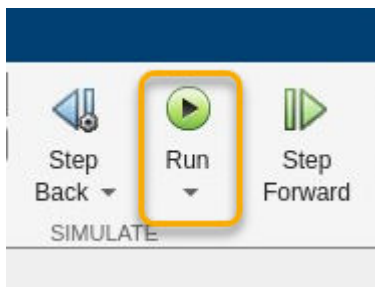 Step
Back
Run
Step
Forward
SIMULATE